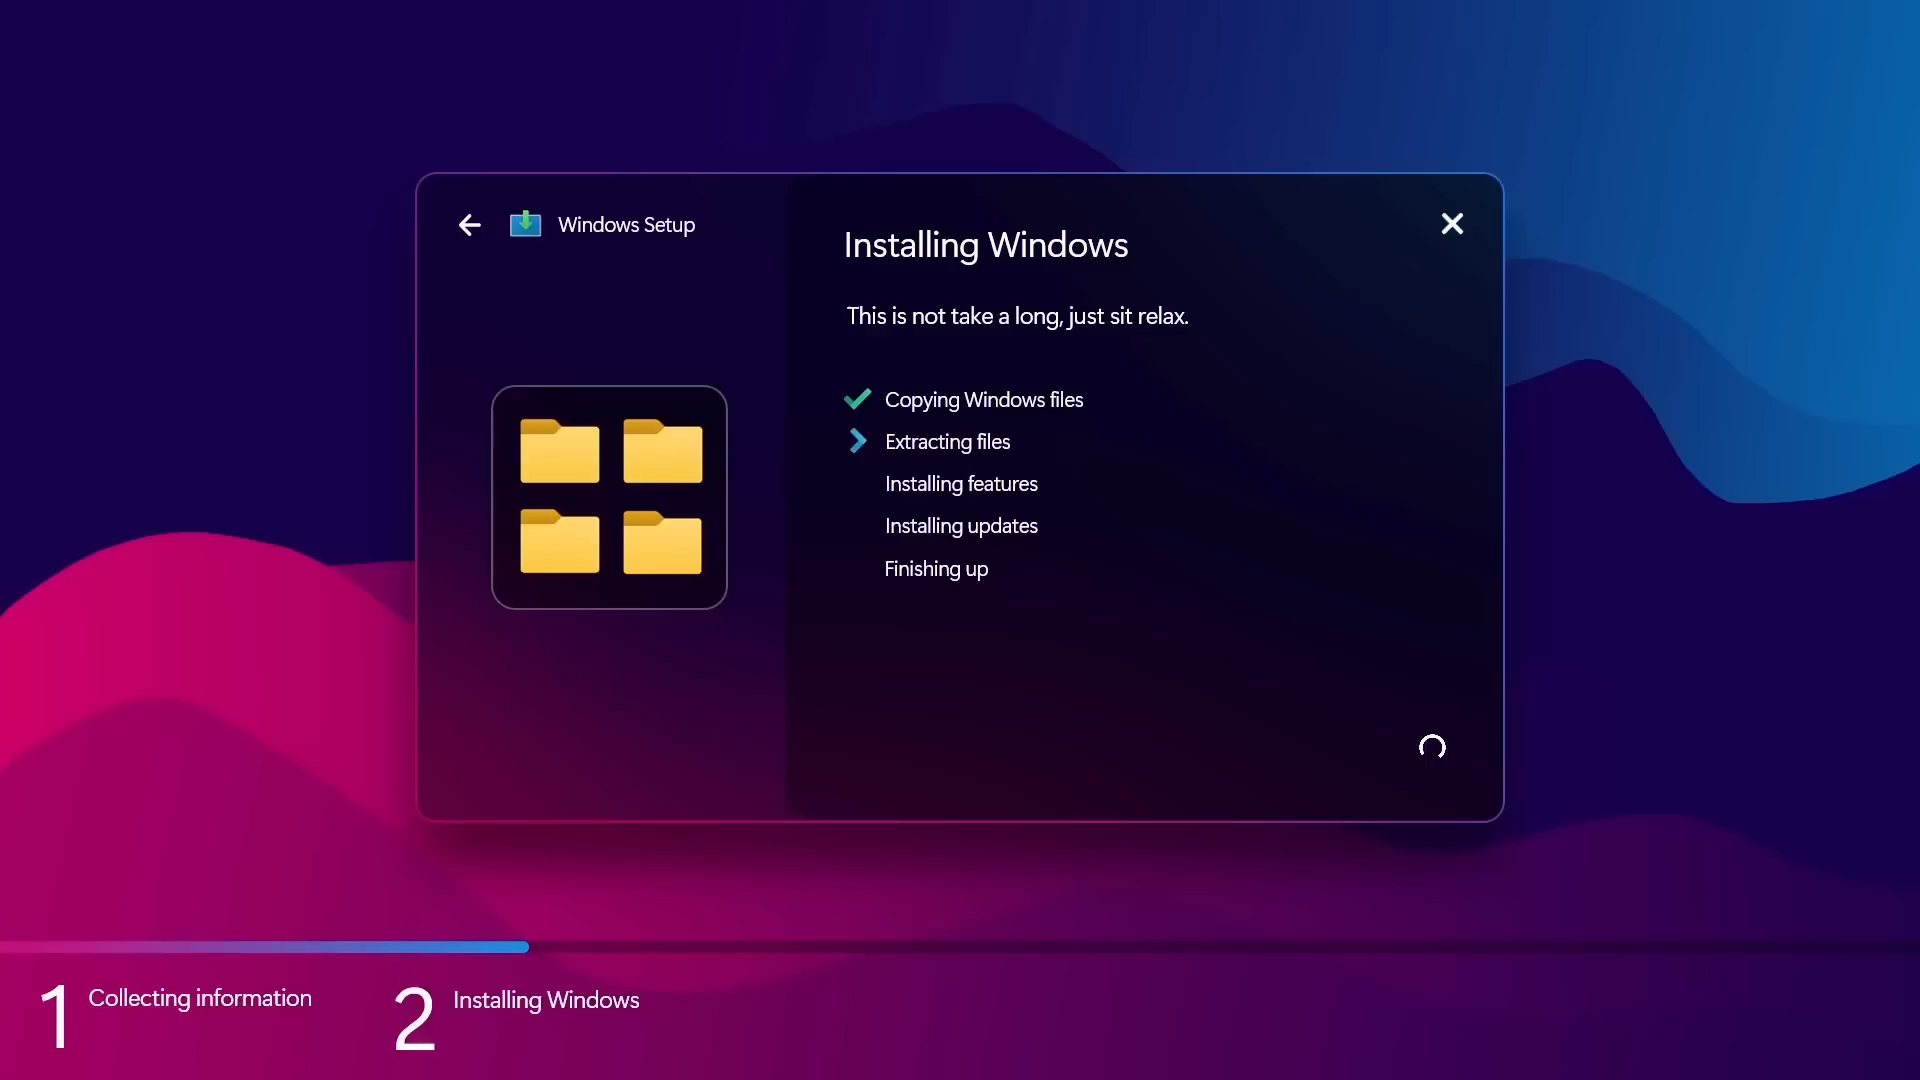 Windows Setup
Installing Windows
This is not take a long, just sit relax.
Copying Windows files
Extracting files
Installing features
Installing updates
Finishing up
1 Collecting information
2 Installing Windows